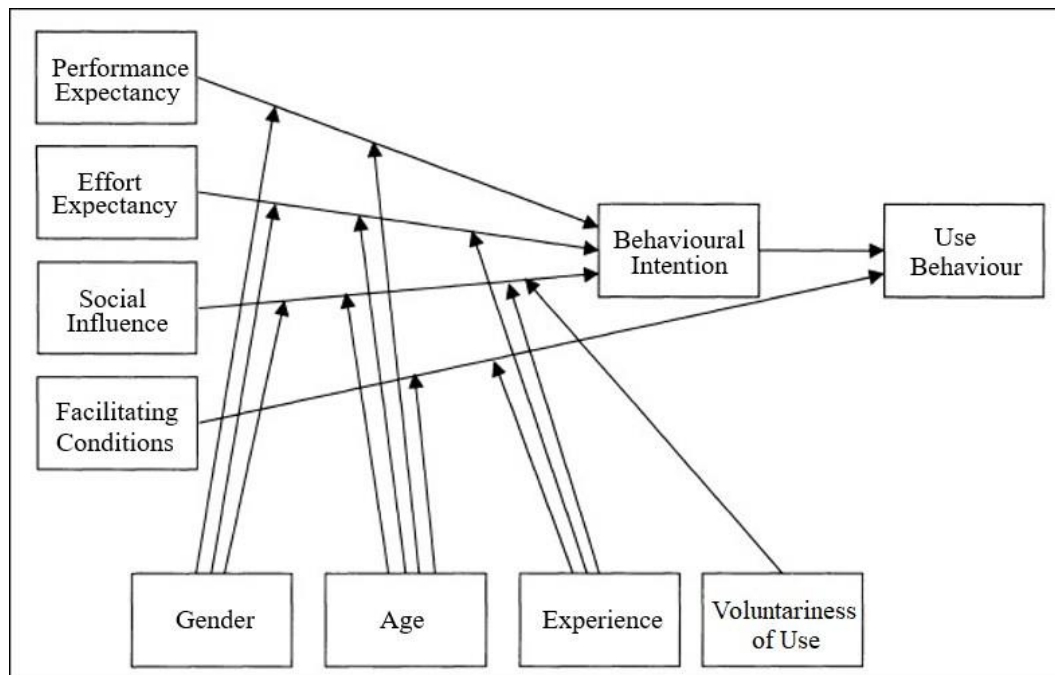 Performance
Expectancy
Effort
Expectancy
Social
Influence
Facilitating
Conditions
Behavioural
Intention
Use
Behaviour
Gender
Age
Experience
Voluntariness
of Use